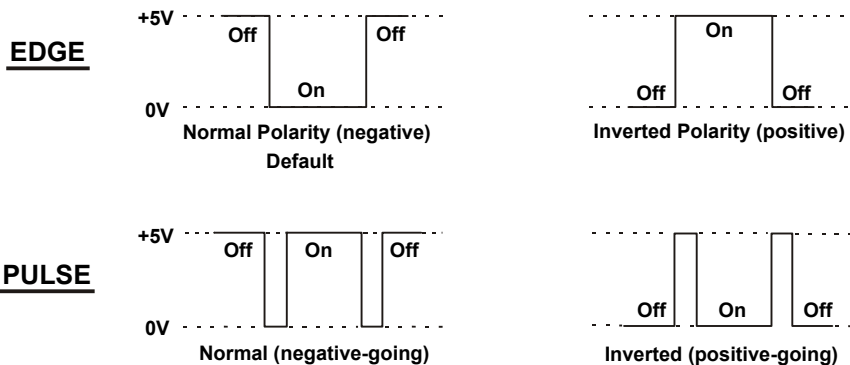 +5V
Off
Off
On
EDGE
On
Off
Off
0V
Normal Polarity (negative)
Default
Inverted Polarity (positive)
+5V
Off
On
Off
PULSE
Off
On
Off
0V
Normal (negative-going)
Inverted (positive-going)